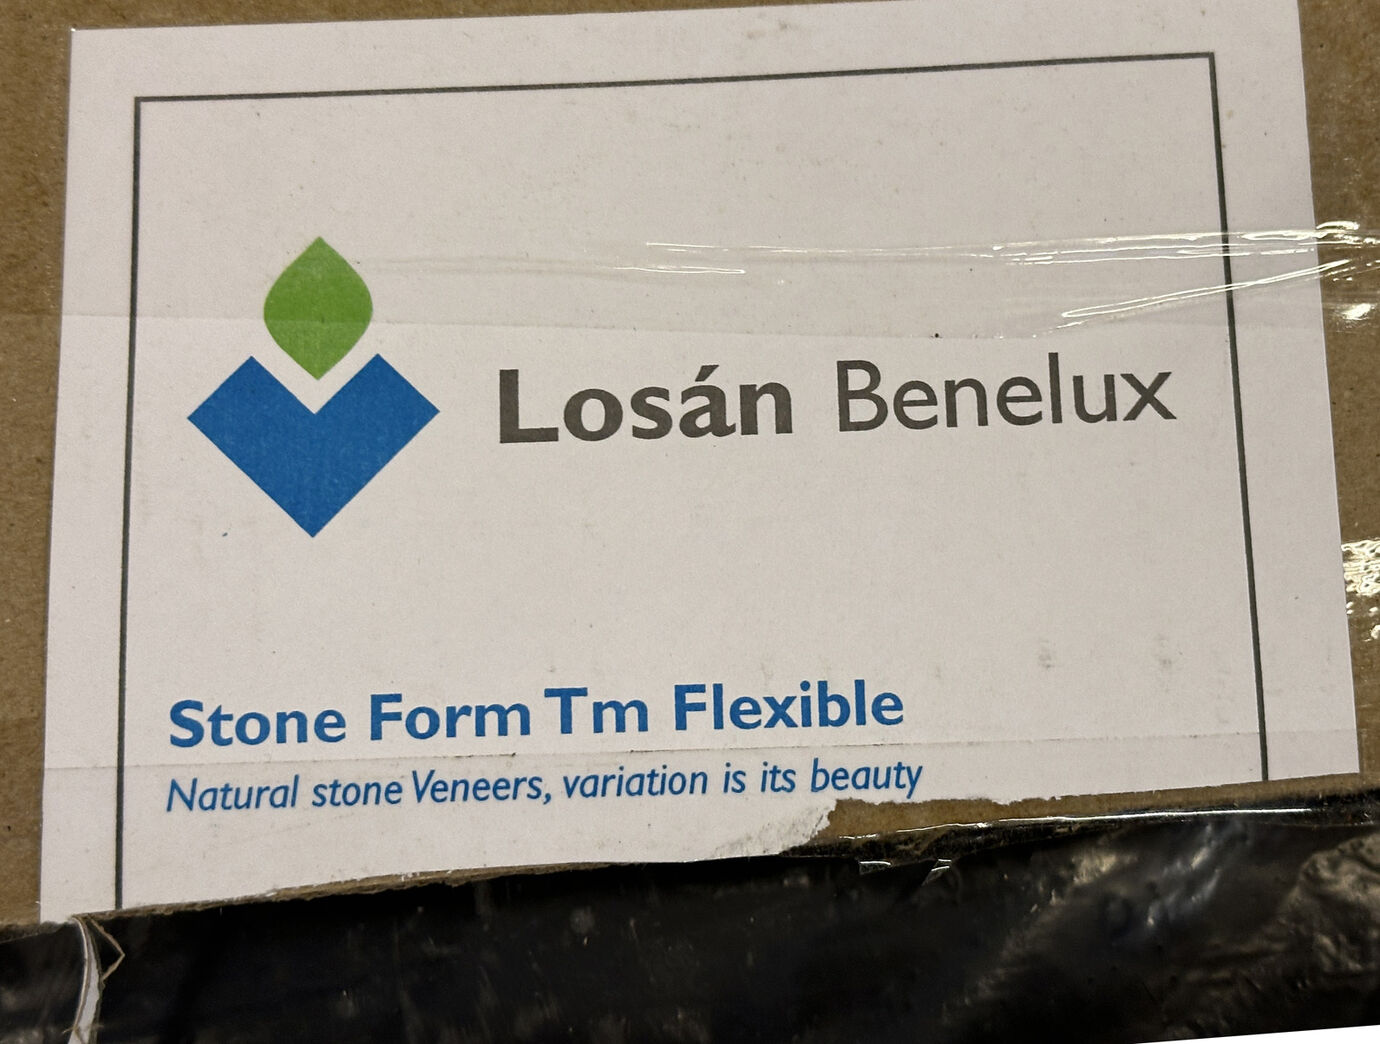 Losán Benelux
Stone Form Tm Flexible
Natural stone Veneers, variation is its beauty